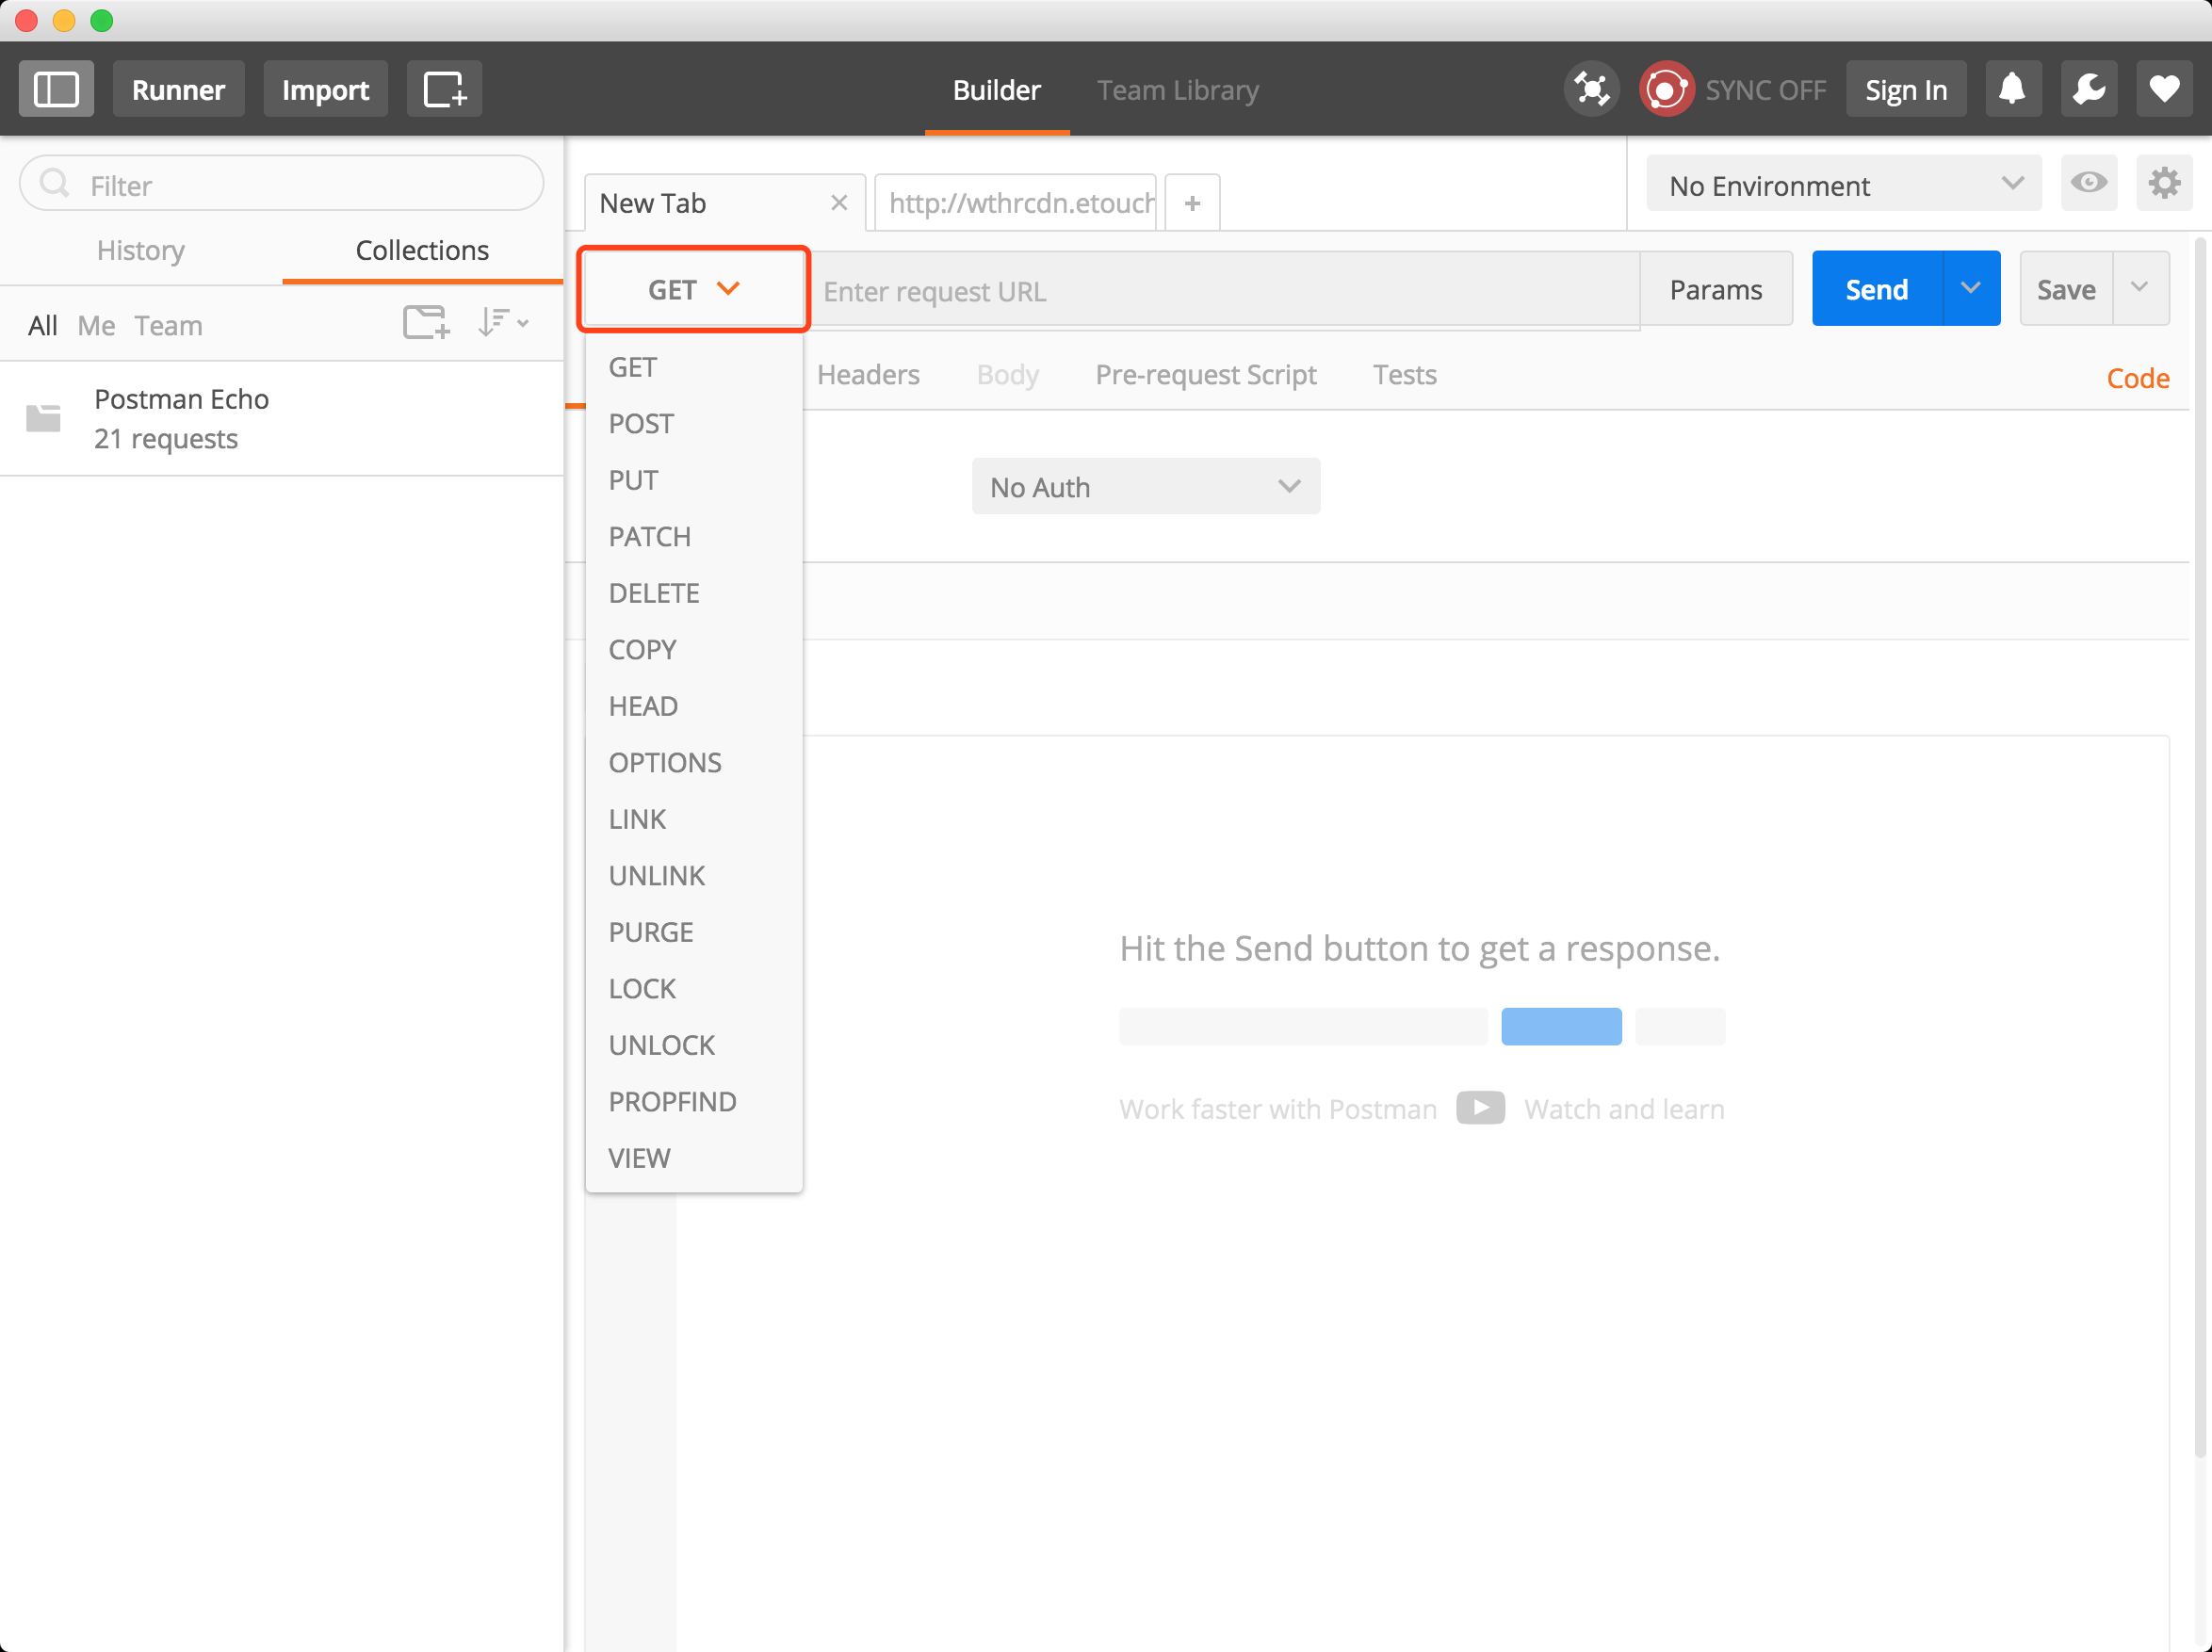 Runner Import Builder Team Library SYNC OFF Sign In
Filter
New Tab http://wthrcdn.etouch + No Environment
History Collections
GET Enter request URL Params Send Save
All Me Team
Headers Body Pre-request Script Tests Code
Postman Echo
21 requests
No Auth
GET
POST
PUT
PATCH
DELETE
COPY
HEAD
OPTIONS
LINK
UNLINK
PURGE
LOCK
UNLOCK
PROPFIND
VIEW
Hit the Send button to get a response.
Work faster with Postman Watch and learn